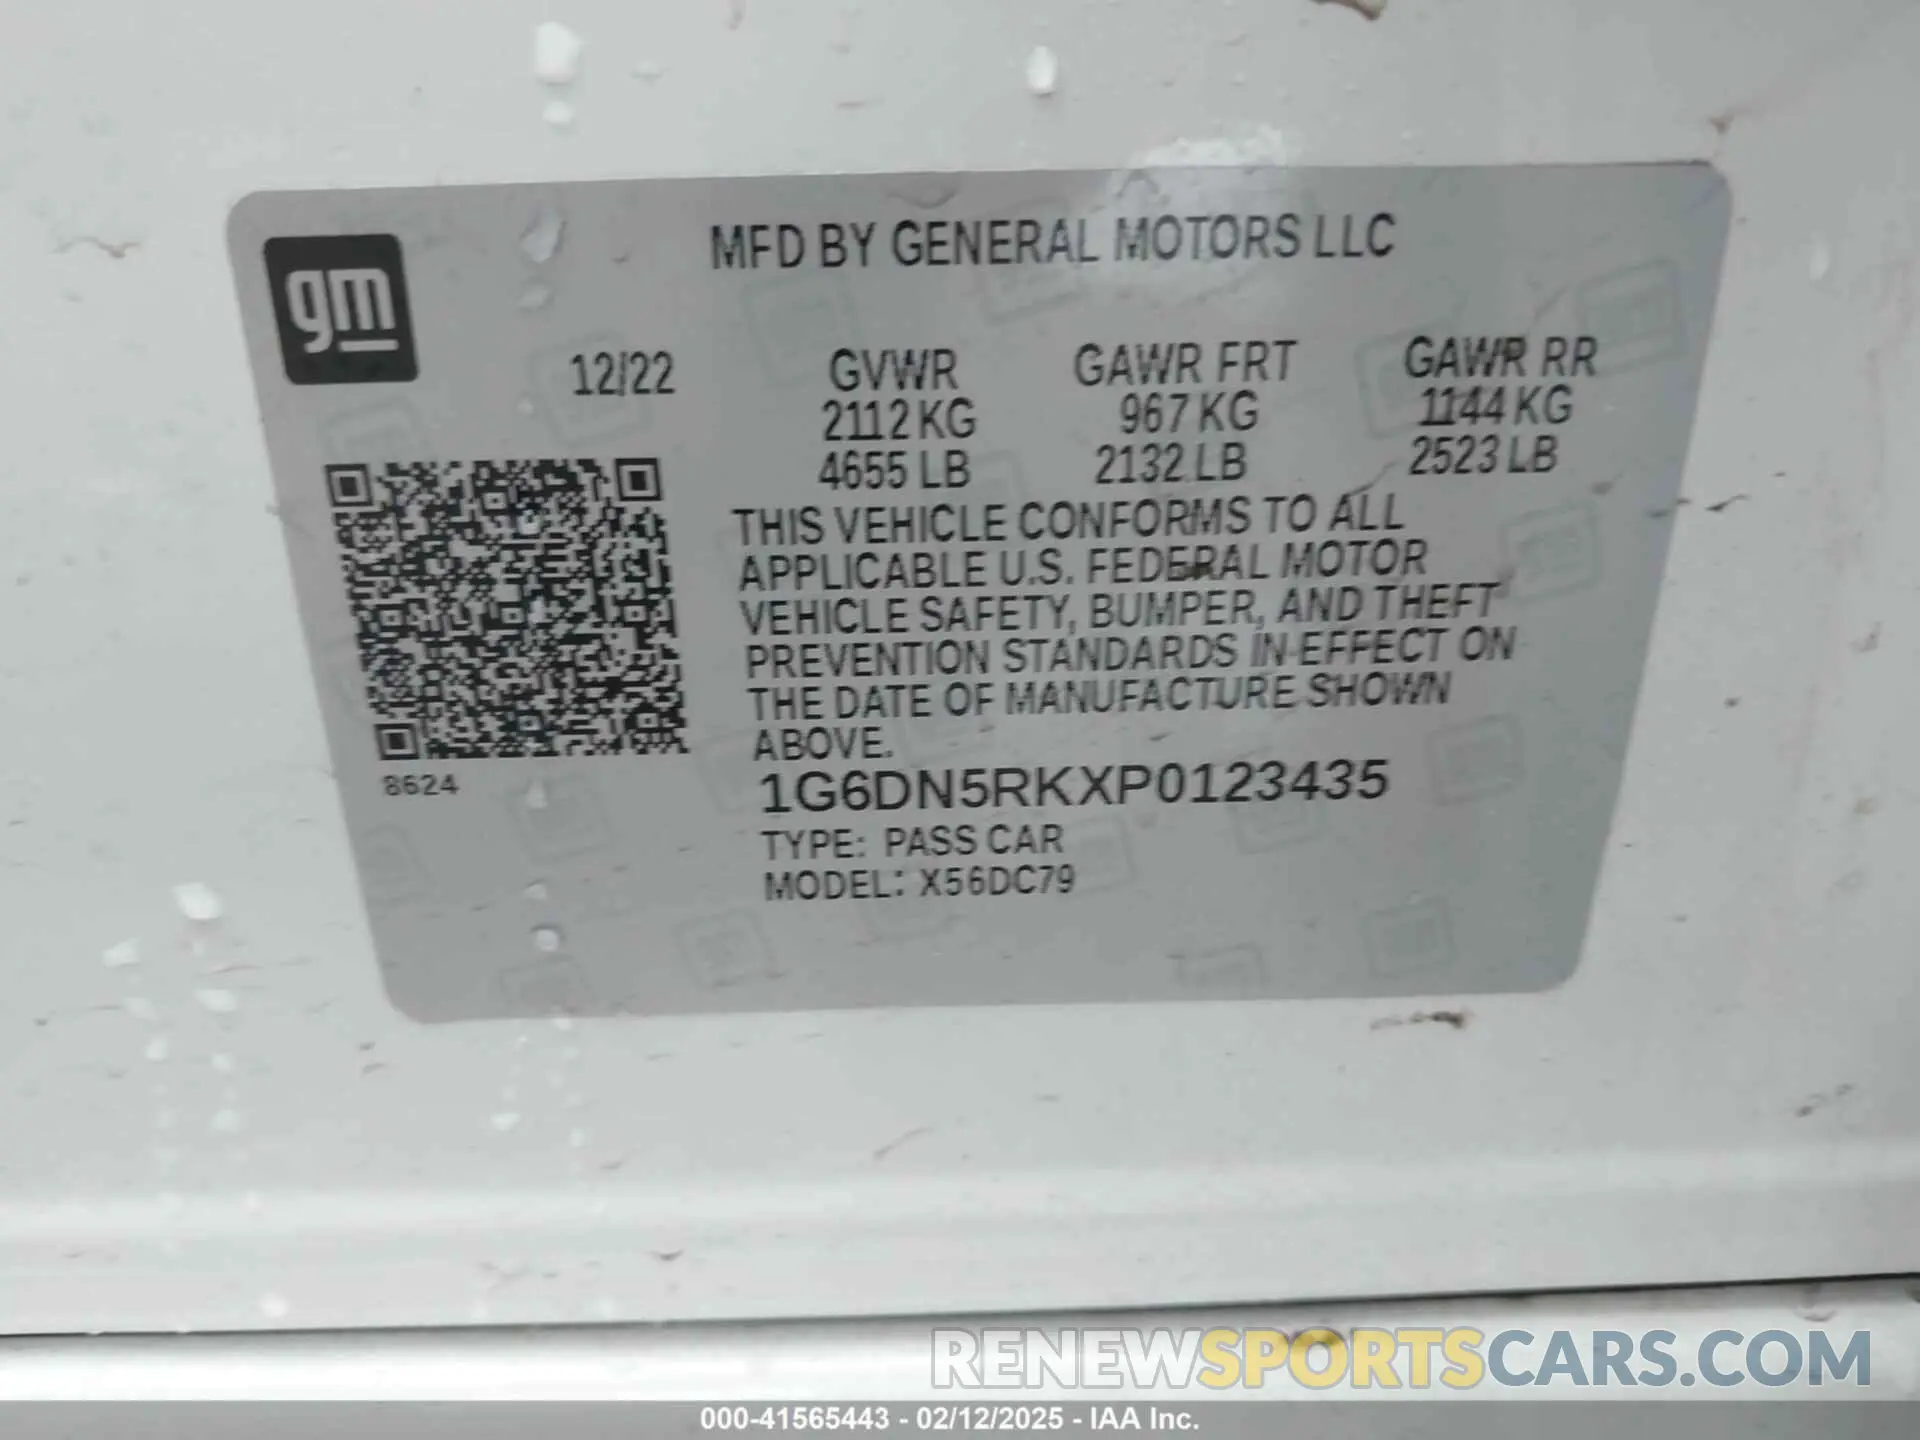 MFD BY GENERAL MOTORS LLC
gm
12/22 GVWR GAWR FRT GAWR RR
2112 KG 967 KG 1144 KG
4655 LB 2132 LB 2523 LB
THIS VEHICLE CONFORMS TO ALL
APPLICABLE U.S. FEDERAL MOTOR
VEHICLE SAFETY, BUMPER, AND THEFT
PREVENTION STANDARDS IN EFFECT ON
THE DATE OF MANUFACTURE SHOWN
ABOVE.
8624
1G6DN5RKXP0123435
TYPE: PASS CAR
MODEL: X56DC79
RENEWSPORTSCARS.COM
000-41565443 - 02/12/2025 - IAA Inc.